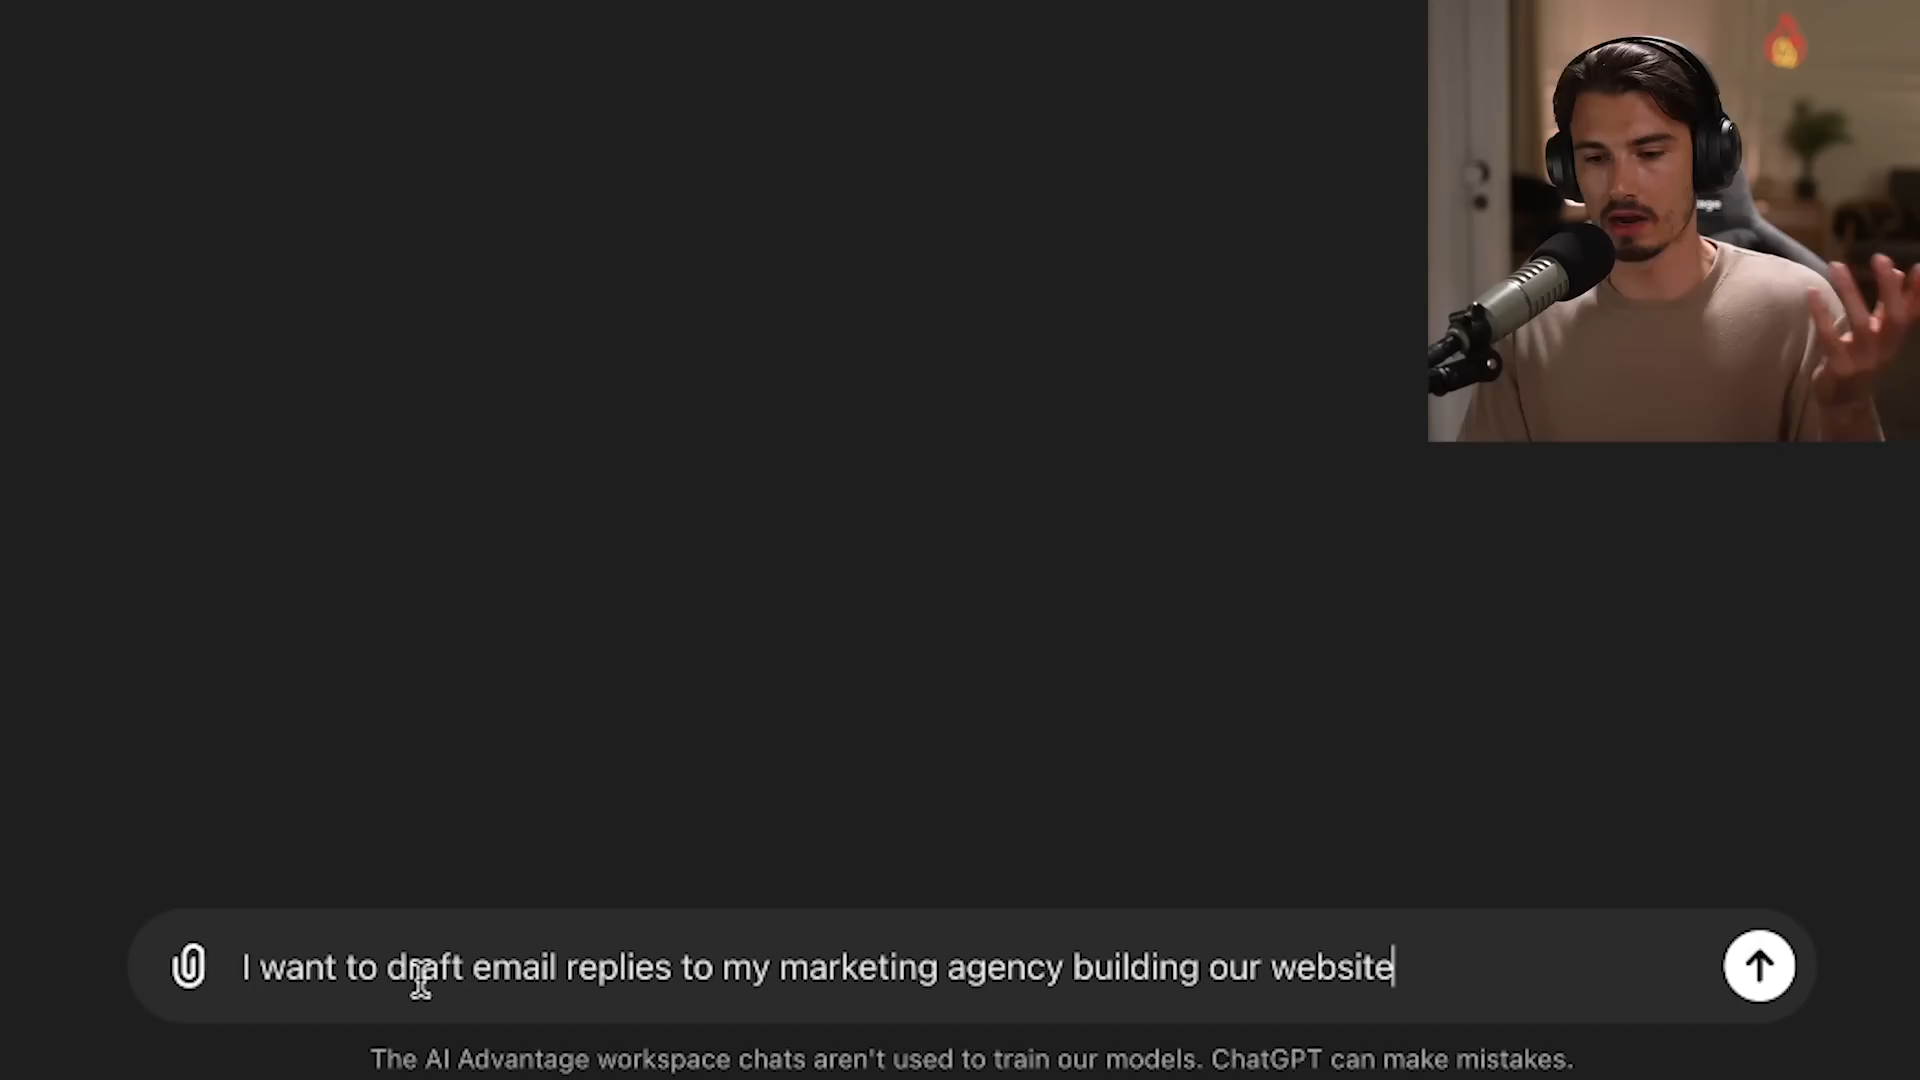 I want to draft email replies to my marketing agency building our website
The AI Advantage workspace chats aren't used to train our models. ChatGPT can make mistakes.